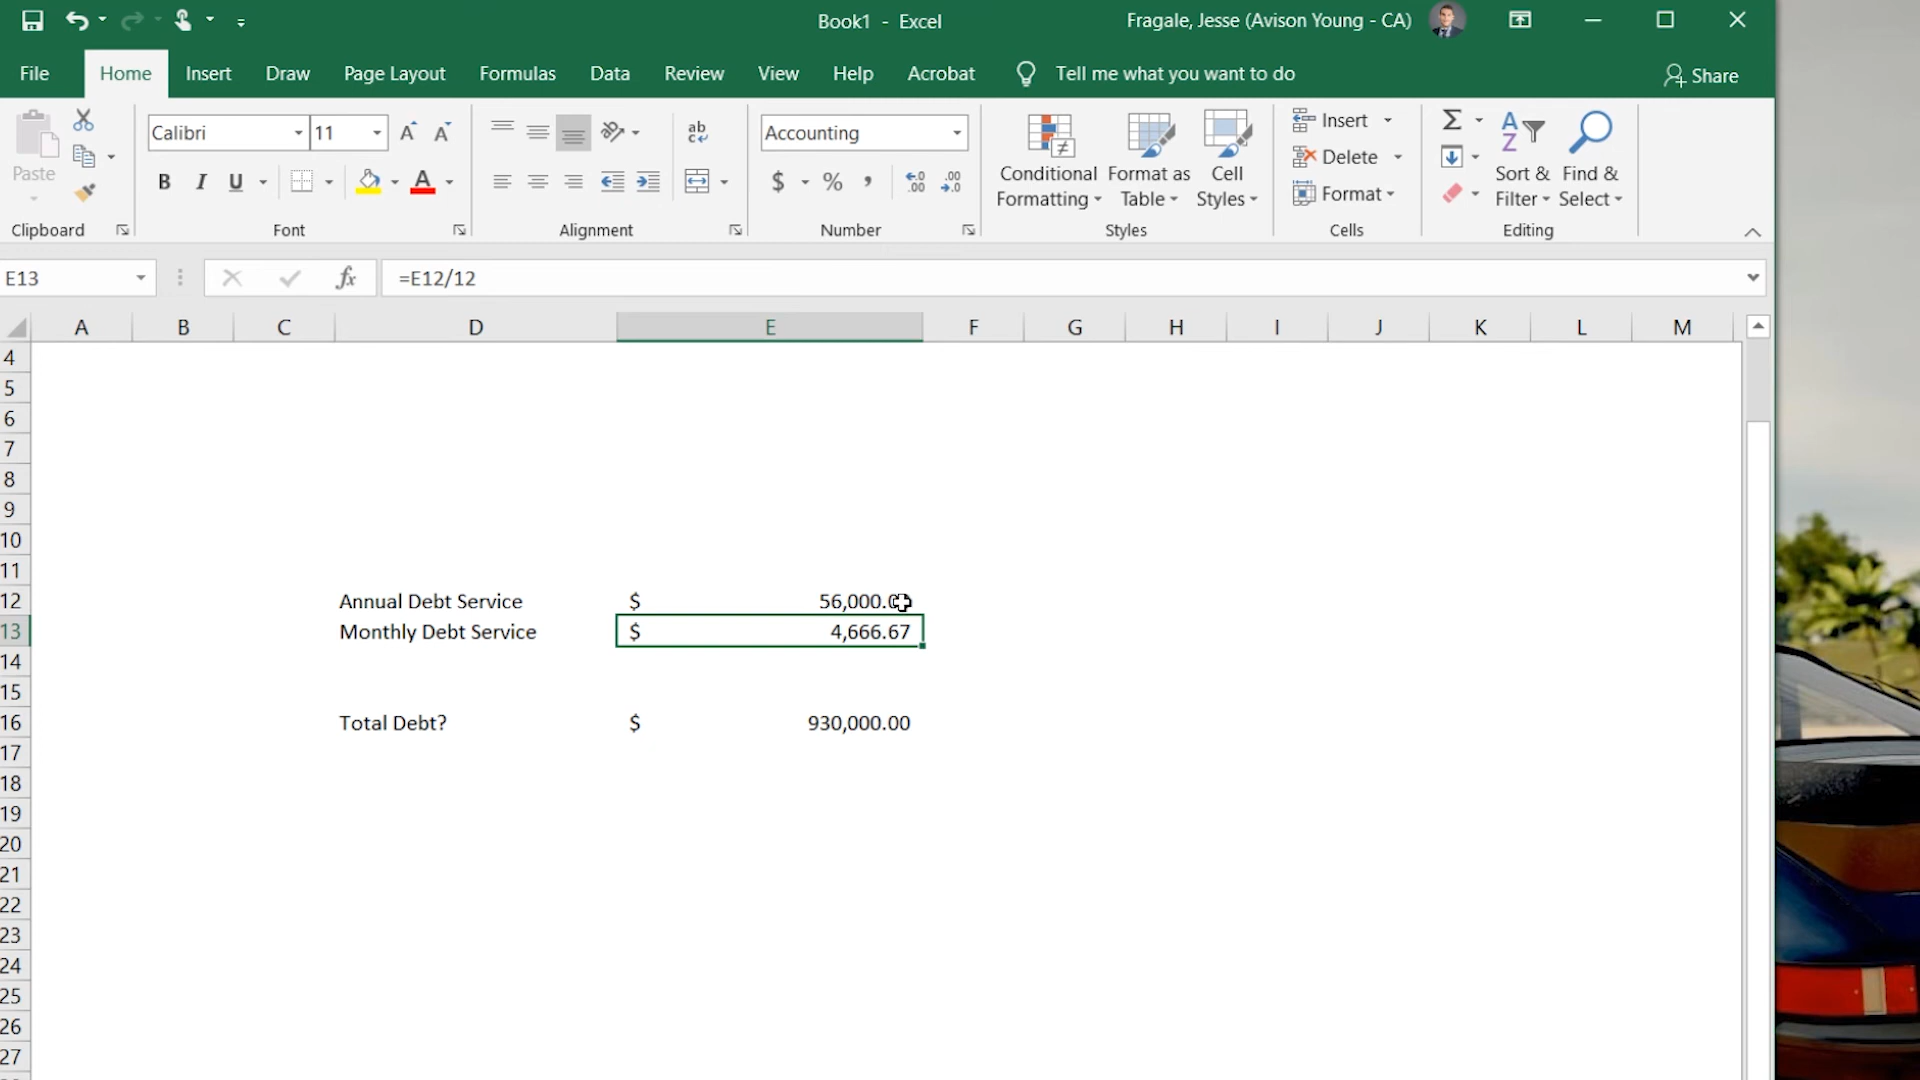 Book1 - Excel
Fragale, Jesse (Avison Young - CA)
File Home Insert Draw Page Layout Formulas Data Review View Help Acrobat Tell me what you want to do Share
Paste
Clipboard
Calibri 11
B I U
Font
ab
Alignment
Accounting
$ % ,
Number
Conditional Formatting
Format as Table
Cell Styles
Styles
Insert
Delete
Format
Cells
Sort & Filter
Find & Select
Editing
E13 fx =E12/12
A B C D E F G H I J K L M
4
5
6
7
8
9
10
11
12 Annual Debt Service $ 56,000.
13 Monthly Debt Service $ 4,666.67
14
15
16 Total Debt? $ 930,000.00
17
18
19
20
21
22
23
24
25
26
27